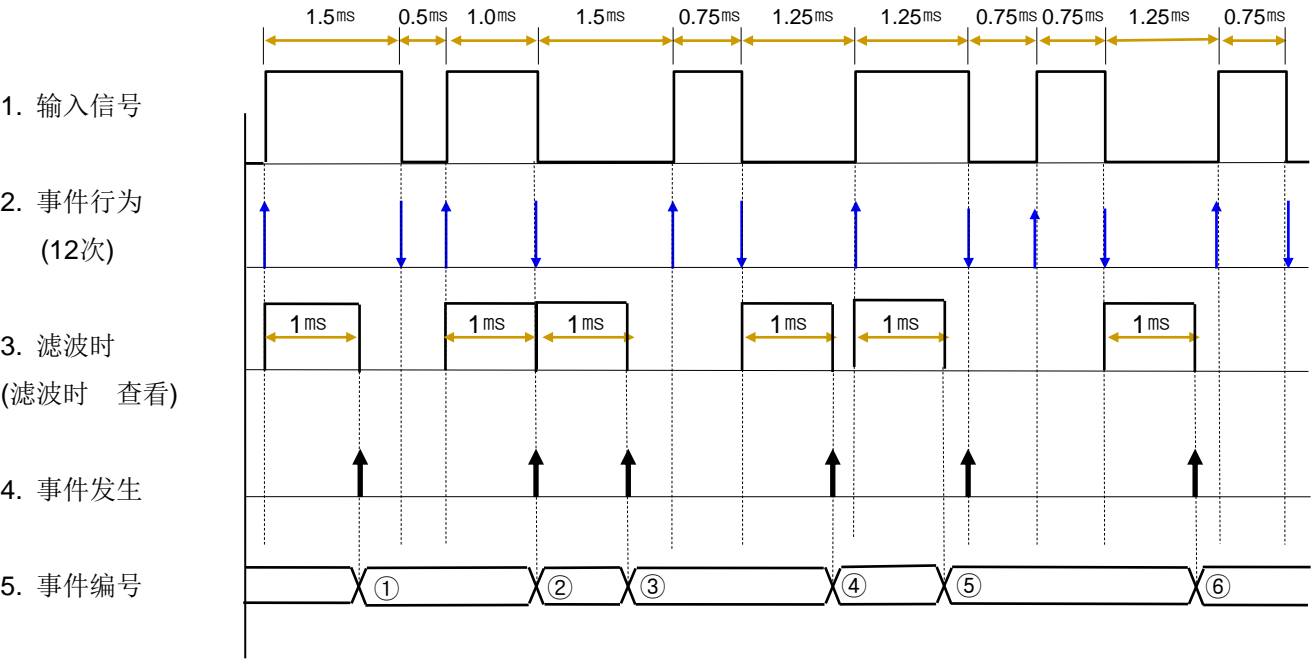 1.5㎳ 0.5㎳ 1.0㎳ 1.5㎳ 0.75㎳ 1.25㎳ 1.25㎳ 0.75㎳ 0.75㎳ 1.25㎳ 0.75㎳
1. 输入信号
2. 事件行为
(12次)
1㎳ 1㎳ 1㎳ 1㎳ 1㎳ 1㎳
3. 滤波时
(滤波时 查看)
4. 事件发生
5. 事件编号 ① ② ③ ④ ⑤ ⑥